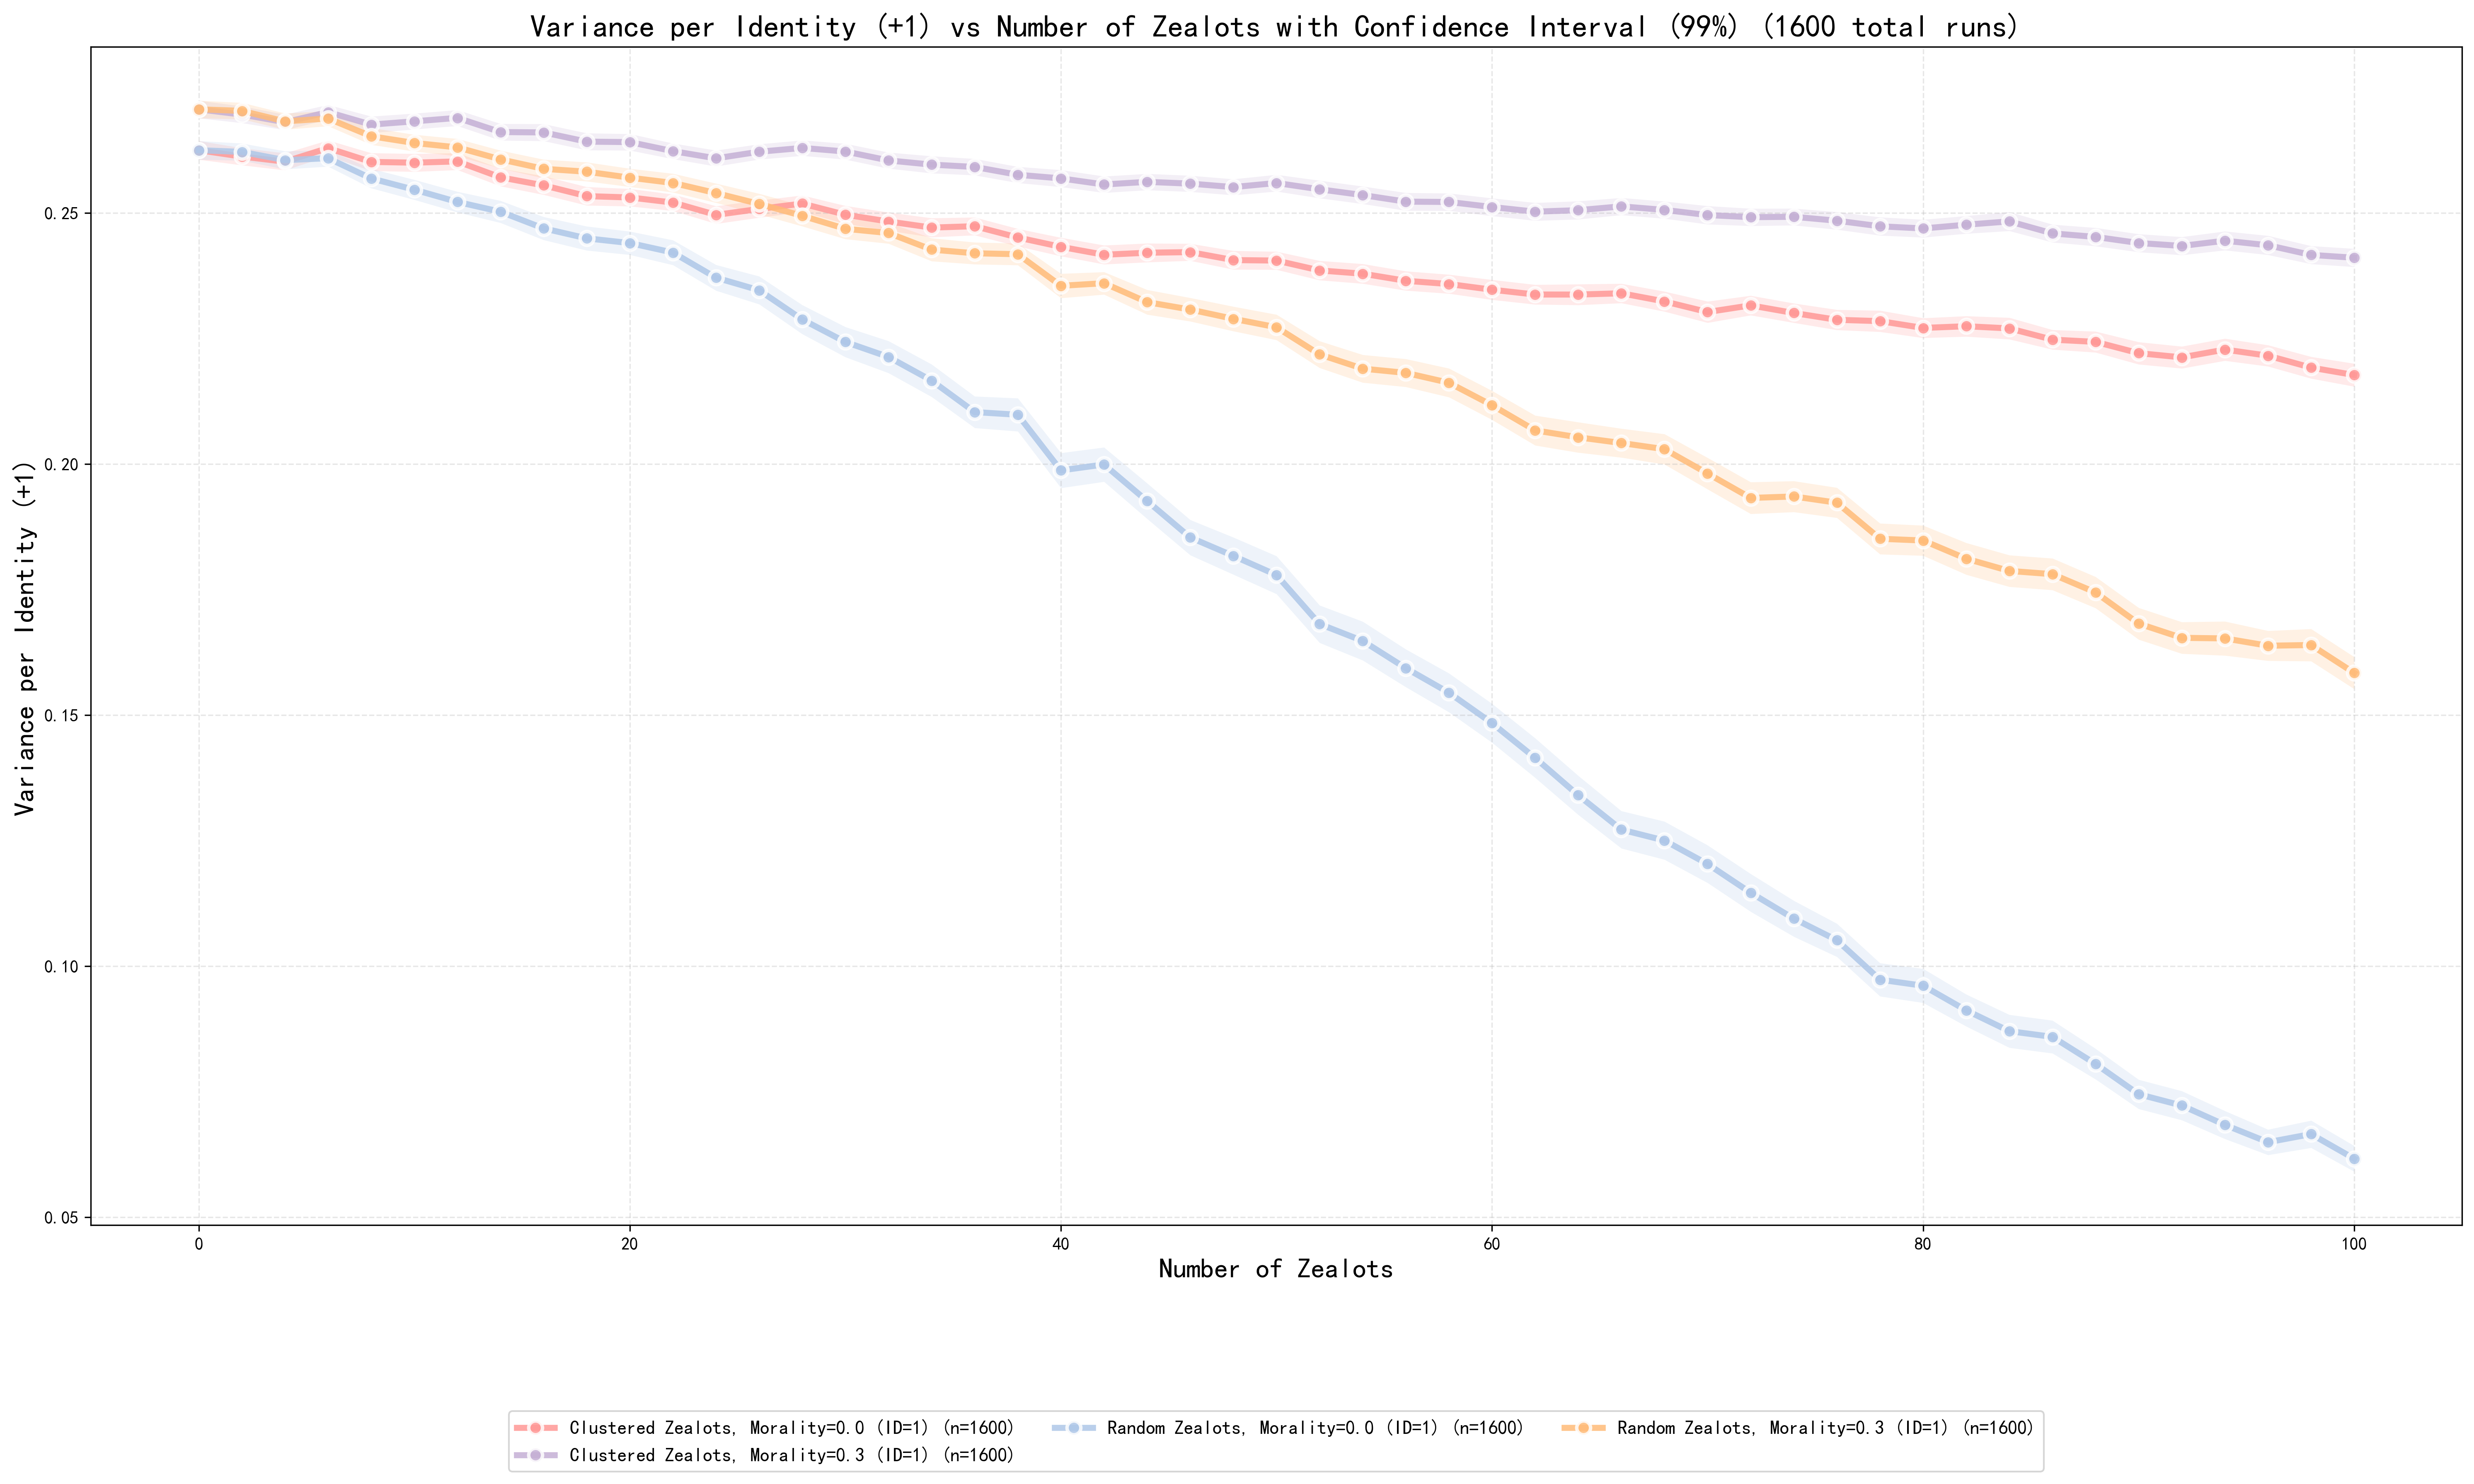 Variance per Identity (+1) vs Number of Zealots with Confidence Interval (99%) (1600 total runs)
Variance per Identity (+1)
0.25
0.20
0.15
0.10
0.05
0 20 40 60 80 100
Number of Zealots
Clustered Zealots, Morality=0.0 (ID=1) (n=1600)
Clustered Zealots, Morality=0.3 (ID=1) (n=1600)
Random Zealots, Morality=0.0 (ID=1) (n=1600)
Random Zealots, Morality=0.3 (ID=1) (n=1600)